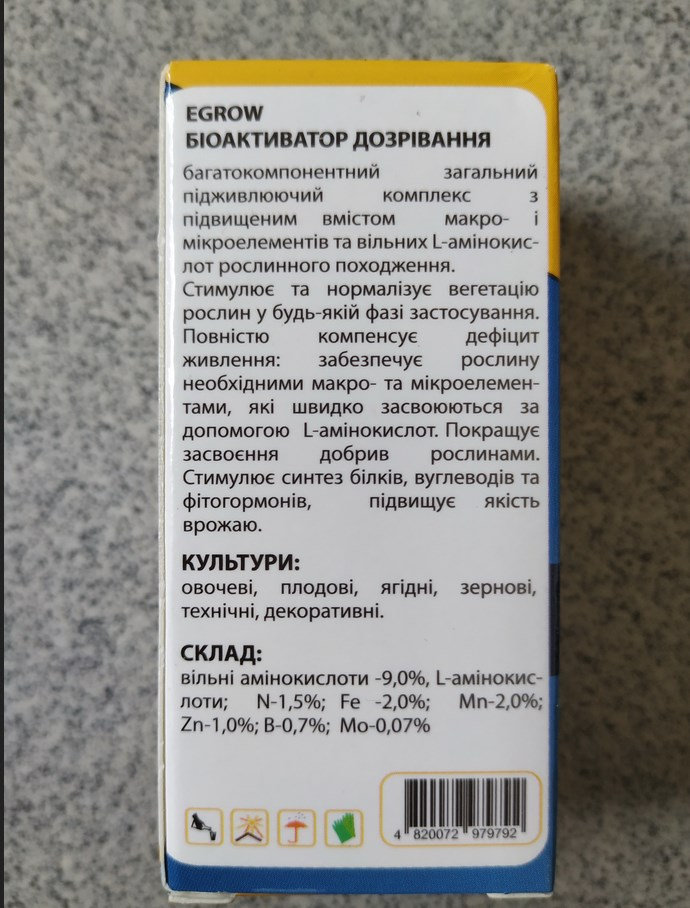 EGROW
БІОАКТИВАТОР ДОЗРІВАННЯ
багатокомпонентний загальний
підживлюючий комплекс з
підвищеним вмістом макро- і
мікроелементів та вільних L-амінокис-
лот рослинного походження.
Стимулює та нормалізує вегетацію
рослин у будь-якій фазі застосування.
Повністю компенсує дефіцит
живлення: забезпечує рослину
необхідними макро- та мікроелемен-
тами, які швидко засвоюються за
допомогою L-амінокислот. Покращує
засвоєння добрив рослинами.
Стимулює синтез білків, вуглеводів та
фітогормонів, підвищує якість
врожаю.
КУЛЬТУРИ:
овочеві, плодові, ягідні, зернові,
технічні, декоративні.
СКЛАД:
вільні амінокислоти -9,0%, L-амінокис-
лоти; N-1,5%; Fe -2,0%; Mn-2,0%;
Zn-1,0%; B-0,7%; Mo-0,07%
4 820072 979792